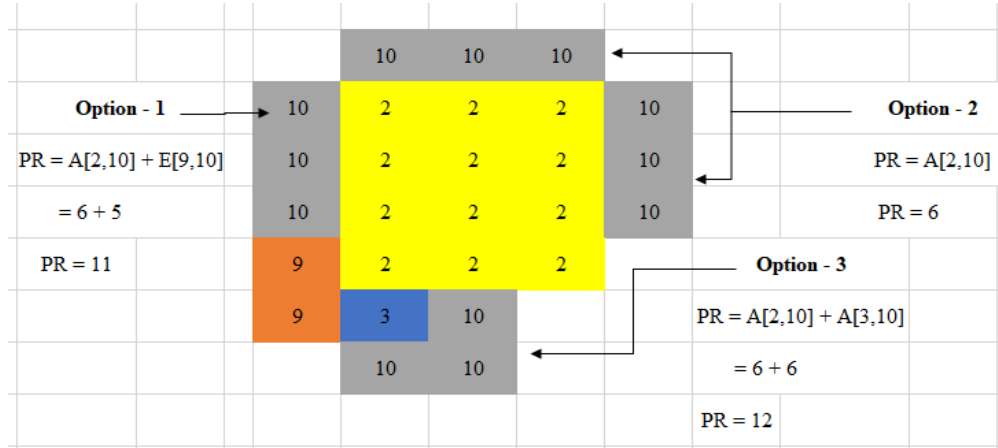 10 10 10
Option - 1 10 2 2 2 10 Option - 2
PR = A[2,10] + E[9,10] 10 2 2 2 10 PR = A[2,10]
= 6 + 5 10 2 2 2 10 PR = 6
PR = 11 9 2 2 2 Option - 3
9 3 10 PR = A[2,10] + A[3,10]
10 10 = 6 + 6
PR = 12